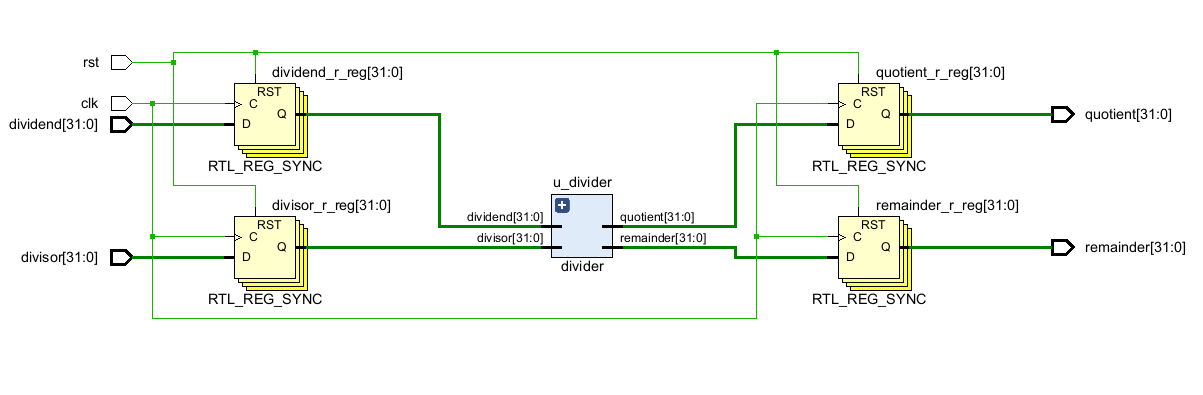 rst
clk
dividend[31:0]
divisor[31:0]
dividend_r_reg[31:0]
RST
C
Q
D
RTL_REG_SYNC
divisor_r_reg[31:0]
RST
C
Q
D
RTL_REG_SYNC
u_divider
dividend[31:0]
quotient[31:0]
divisor[31:0]
remainder[31:0]
divider
quotient_r_reg[31:0]
RST
C
Q
D
RTL_REG_SYNC
remainder_r_reg[31:0]
RST
C
Q
D
RTL_REG_SYNC
quotient[31:0]
remainder[31:0]